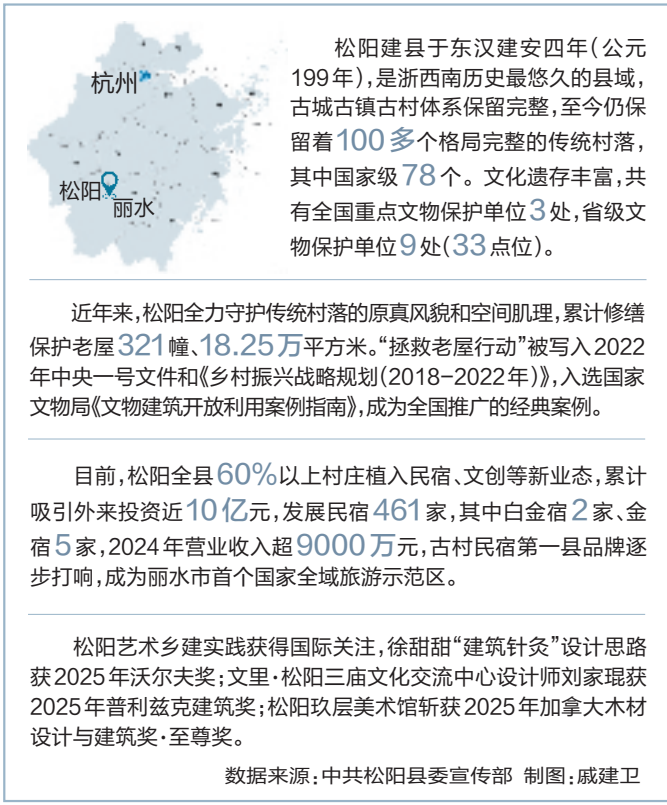 杭州
松阳
丽水
松阳建县于东汉建安四年(公元
199年),是浙西南历史最悠久的县域,
古城古镇古村体系保留完整,至今仍保
留着100多个格局完整的传统村落,
其中国家级78个。文化遗存丰富,共
有全国重点文物保护单位3处,省级文
物保护单位9处(33点位)。
近年来,松阳全力守护传统村落的原真风貌和空间肌理,累计修缮
保护老屋321幢、18.25万平方米。“拯救老屋行动”被写入2022
年中央一号文件和《乡村振兴战略规划(2018-2022年)》,入选国家
文物局《文物建筑开放利用案例指南》,成为全国推广的经典案例。
目前,松阳全县60%以上村庄植入民宿、文创等新业态,累计
吸引外来投资近10亿元,发展民宿461家,其中白金宿2家、金
宿5家,2024年营业收入超9000万元,古村民宿第一县品牌逐
步打响,成为丽水市首个国家全域旅游示范区。
松阳艺术乡建实践获得国际关注,徐甜甜“建筑针灸”设计思路
获2025年沃尔夫奖;文里·松阳三庙文化交流中心设计师刘家琨获
2025年普利兹克建筑奖;松阳玖层美术馆斩获2025年加拿大木材
设计与建筑奖·至尊奖。
数据来源:中共松阳县委宣传部 制图:戚建卫